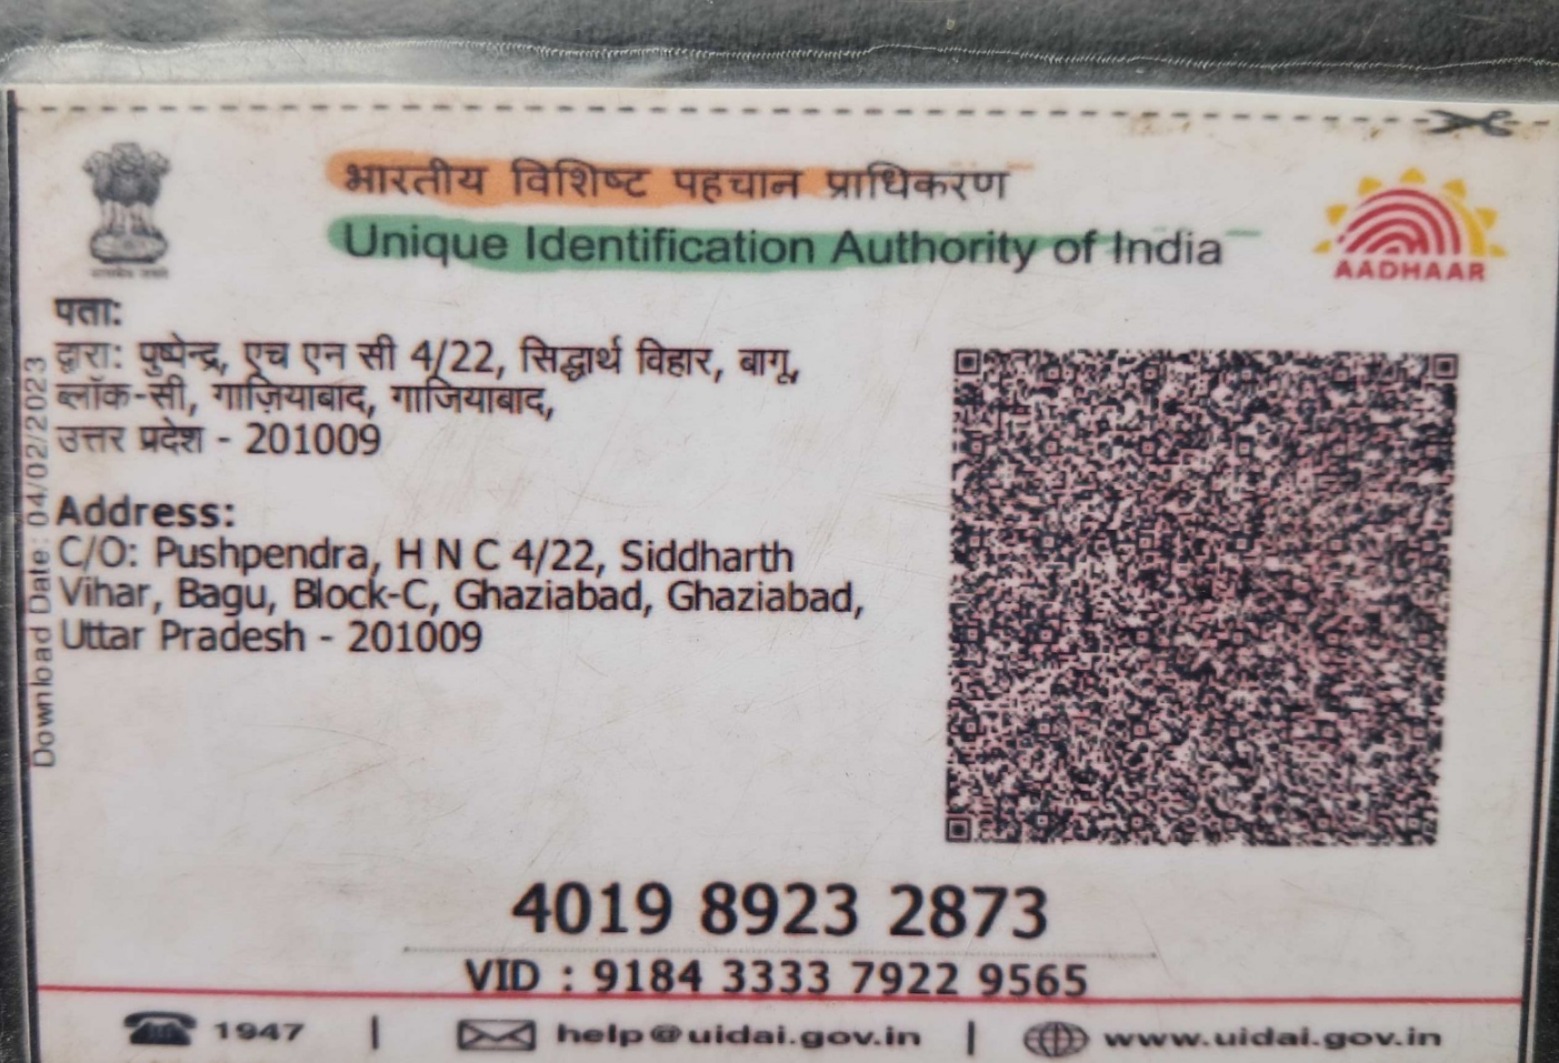 भारतीय विशिष्ट पहचान प्राधिकरण
Unique Identification Authority of India
AADHAAR
पता:
द्वारा: पुष्पेन्द्र, एच एन सी 4/22, सिद्धार्थ विहार, बागू,
ब्लॉक-सी, गाज़ियाबाद, गाजियाबाद,
उत्तर प्रदेश - 201009
Address:
C/O: Pushpendra, H N C 4/22, Siddharth
Vihar, Bagu, Block-C, Ghaziabad, Ghaziabad,
Uttar Pradesh - 201009
Download Date: 04/02/2023
4019 8923 2873
VID : 9184 3333 7922 9565
1947 | help@uidai.gov.in | www.uidai.gov.in